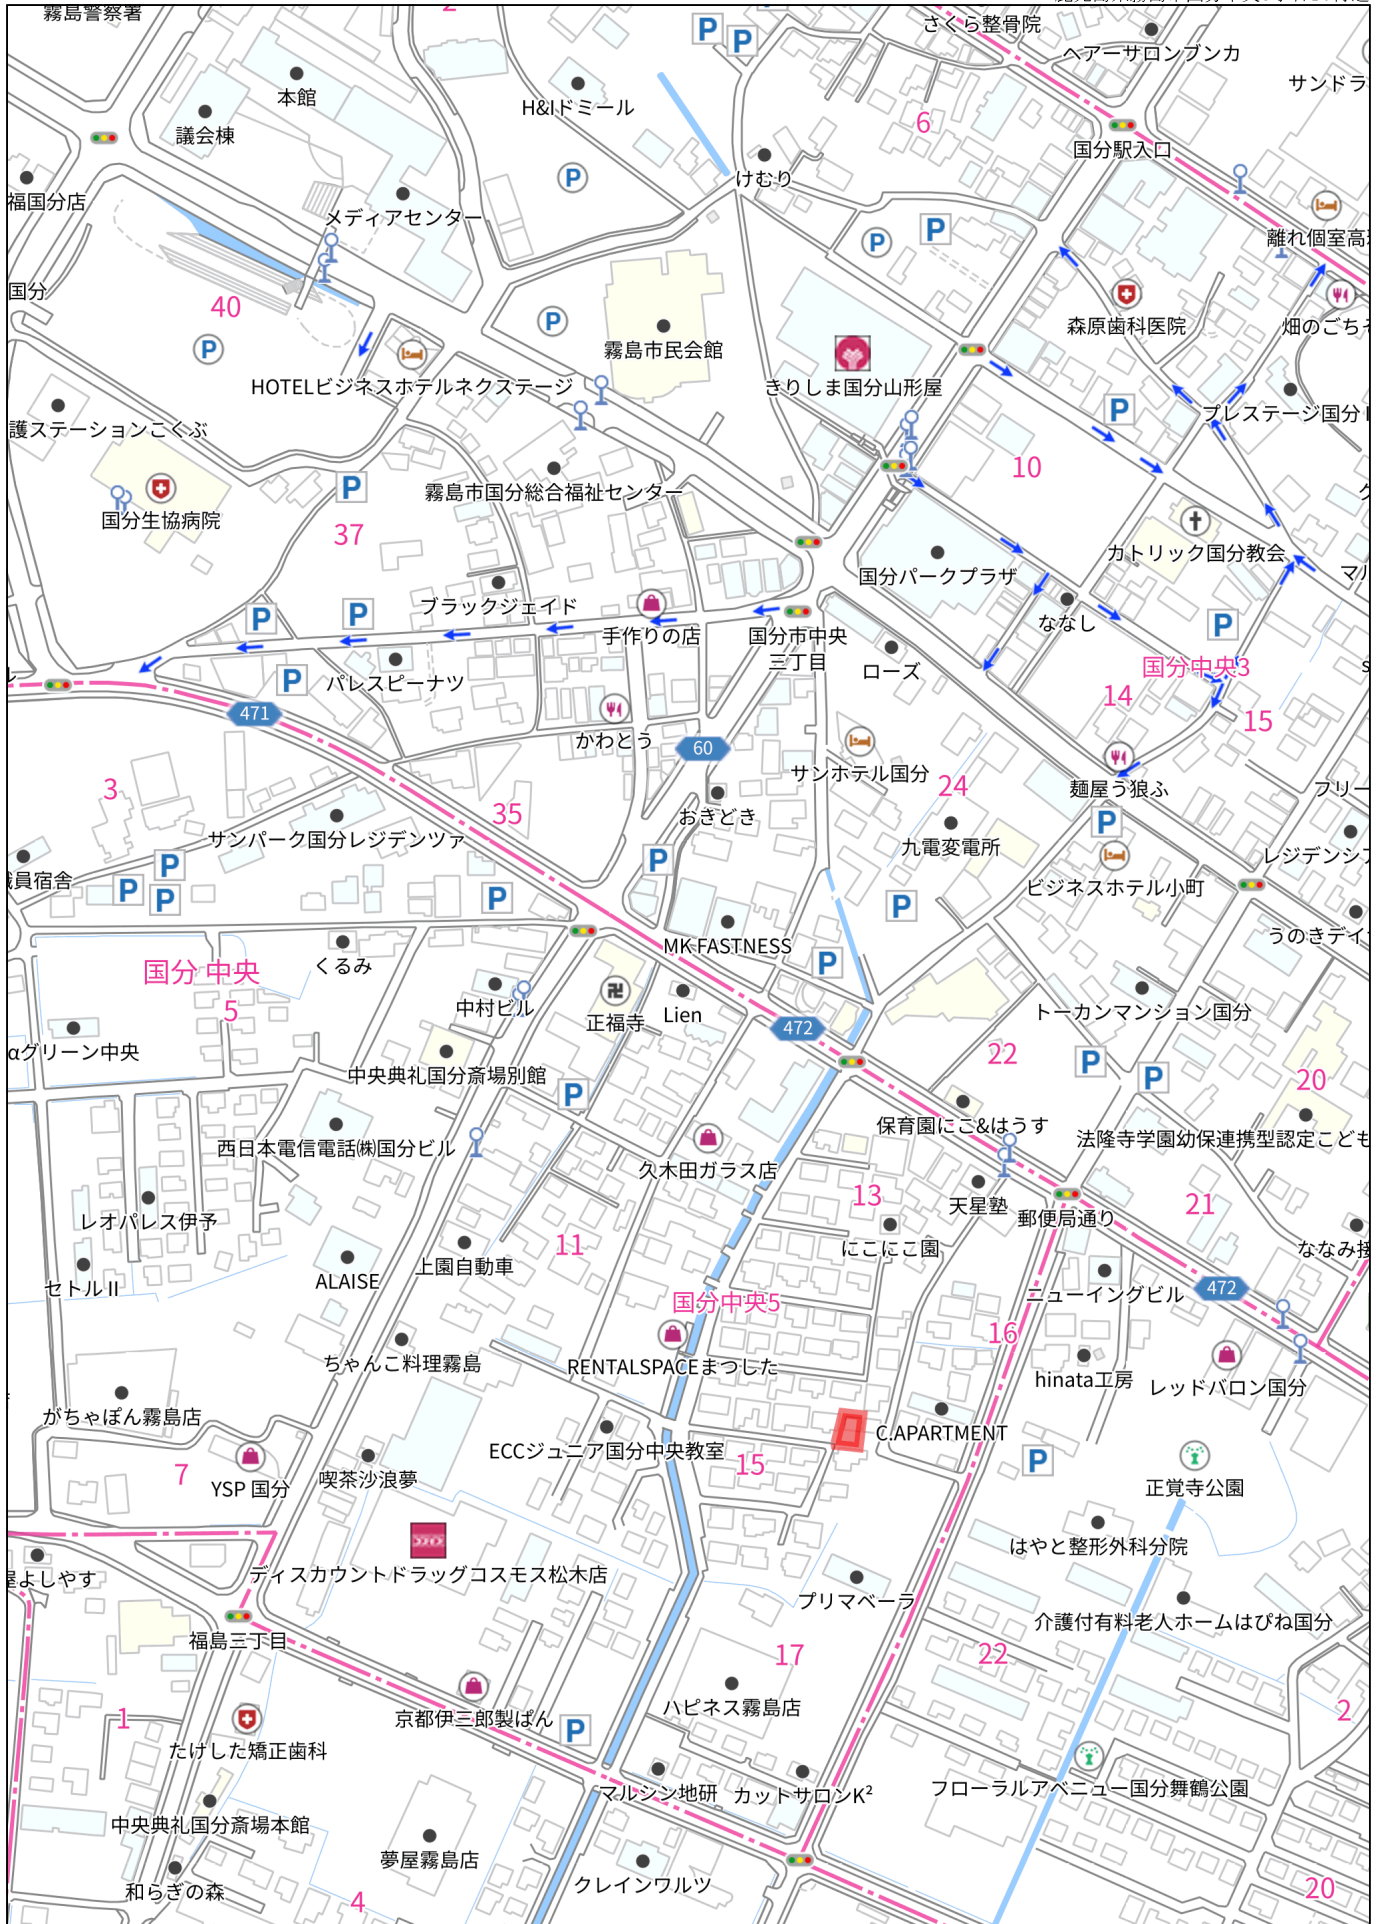 霧島警察署
2
P
P
さくら整骨院
ヘアーサロンブンカ
本館
H&Iドミール
サンドラ
議会棟
6
国分駅入口
けむり
P
福国分店
メディアセンター
P
P
離れ個室高
国分
40
P
P
霧島市民会館
森原歯科医院
畑のごちそ
HOTELビジネスホテルネクステージ
きりしま国分山形屋
P
プレステージ国分
護ステーションこくぶ
10
P
霧島市国分総合福祉センター
国分生協病院
37
カトリック国分教会
国分パークプラザ
マル
ブラックジェイド
P
P
手作りの店
国分市中央
三丁目
ななし
P
ローズ
国分中央3
パレスピーナツ
P
14
471
15
かわとう
60
サンホテル国分
麺屋う狼ふ
3
24
フリー
35
おきどき
P
サンパーク国分レジデンツァ
九電変電所
レジデンシ
P
P
P
員宿舎
ビジネスホテル小町
P
P
P
P
うのきデイ
MK FASTNESS
国分 中央
くるみ
P
5
中村ビル
正福寺
Lien
トーカンマンション国分
472
αグリーン中央
22
中央典礼国分斎場別館
P
P
P
20
保育園にこ&はうす
法隆寺学園幼保連携型認定こども
西日本電信電話㈱国分ビル
久木田ガラス店
13
天星塾
21
レオパレス伊予
郵便局通り
11
にこにこ園
ななみ接
上園自動車
ALAISE
セトルⅡ
ニューイングビル
472
国分中央5
16
ちゃんこ料理霧島
RENTALSPACEまつした
hinata工房
レッドバロン国分
がちゃぽん霧島店
C.APARTMENT
ECCジュニア国分中央教室
15
P
7
YSP 国分
喫茶沙浪夢
正覚寺公園
はやと整形外科分院
屋よしやす
ディスカウントドラッグコスモス松木店
プリマベーラ
介護付有料老人ホームはぴね国分
福島三丁目
17
22
1
京都伊三郎製ぱん
P
ハピネス霧島店
2
たけした矯正歯科
マルシン地研
カットサロンK²
フローラルアベニュー国分舞鶴公園
中央典礼国分斎場本館
夢屋霧島店
和らぎの森
クレインワルツ
4
20